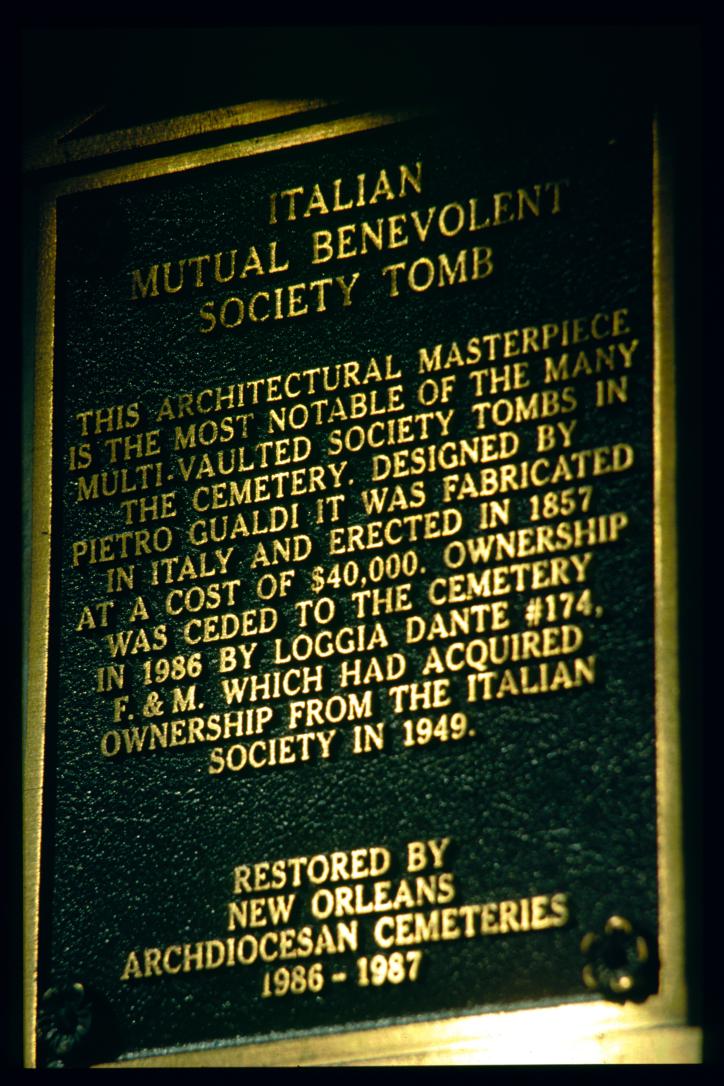 ITALIAN
MUTUAL BENEVOLENT
SOCIETY TOMB
THIS ARCHITECTURAL MASTERPIECE
IS THE MOST NOTABLE OF THE MANY
MULTI-VAULTED SOCIETY TOMBS IN
THE CEMETERY. DESIGNED BY
PIETRO GUALDI IT WAS FABRICATED
IN ITALY AND ERECTED IN 1857
AT A COST OF $40,000. OWNERSHIP
WAS CEDED TO THE CEMETERY
IN 1986 BY LOGGIA DANTE #174,
F. & M. WHICH HAD ACQUIRED
OWNERSHIP FROM THE ITALIAN
SOCIETY IN 1949.
RESTORED BY
NEW ORLEANS
ARCHDIOCESAN CEMETERIES
1986 - 1987